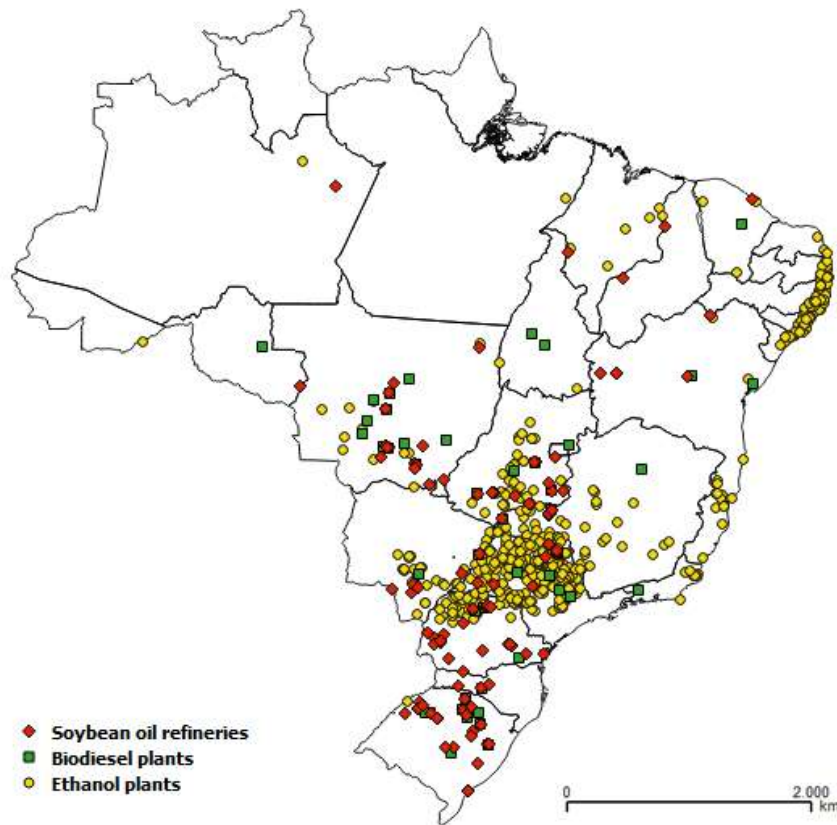 Soybean oil refineries
Biodiesel plants
Ethanol plants
0 2.000
km